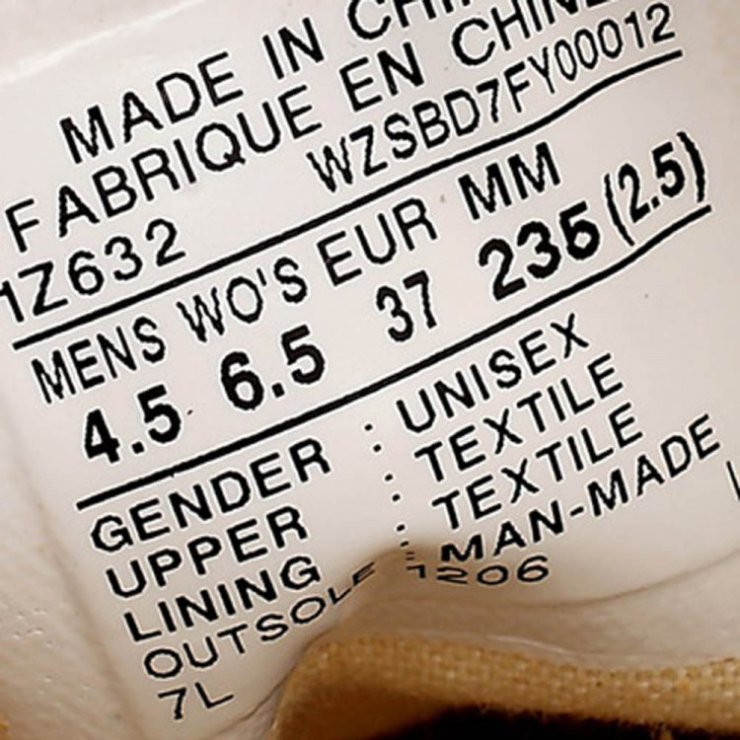 MADE IN CHINA
FABRIQUE EN CHINE
1Z632 WZSBD7FY00012
MENS WO'S EUR MM
4.5 6.5 37 235 (2.5)
GENDER : UNISEX
UPPER : TEXTILE
LINING : TEXTILE
OUTSOLE : MAN-MADE
7L 1206